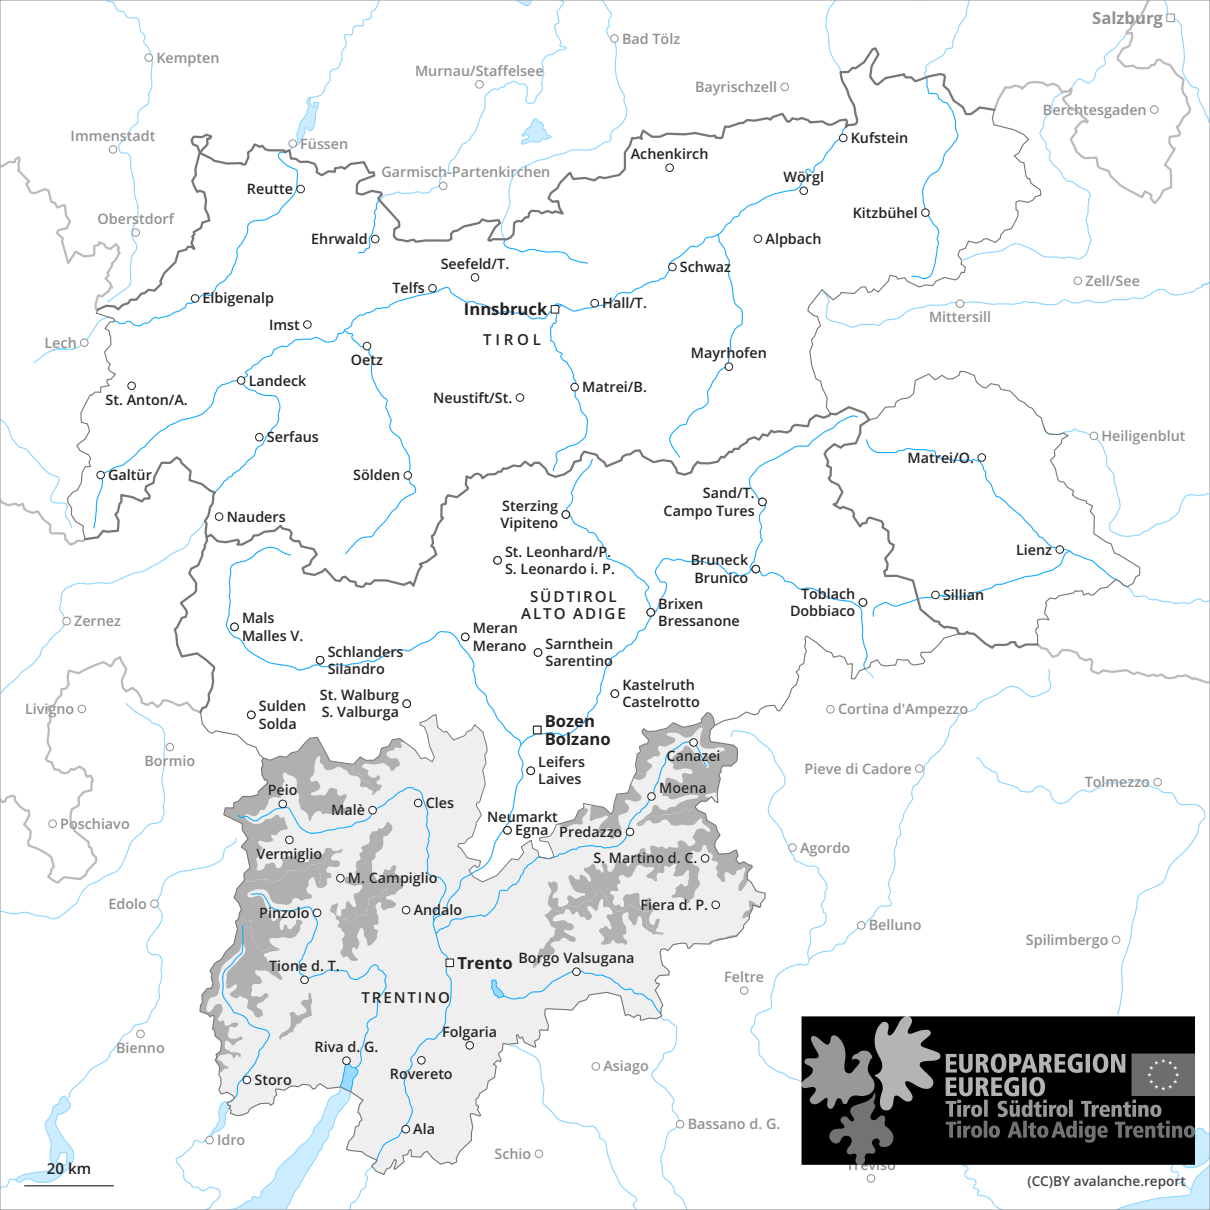 Salzburg
Bad Tölz
Kempten
Murnau/Staffelsee
Bayrischzell
Berchtesgaden
Immenstadt
Füssen
Kufstein
Achenkirch
Garmisch-Partenkirchen
Wörgl
Reutte
Oberstdorf
Kitzbühel
Ehrwald
Alpbach
Seefeld/T.
Schwaz
Zell/See
Telfs
Elbigenalp
Hall/T.
Innsbruck
Mittersill
Imst
TIROL
Lech
Oetz
Mayrhofen
Landeck
Matrei/B.
St. Anton/A.
Neustift/St.
Serfaus
Heiligenblut
Matrei/O.
Galtür
Sölden
Sand/T.
Campo Tures
Sterzing
Vipiteno
Nauders
St. Leonhard/P.
S. Leonardo i. P.
Lienz
Bruneck
Brunico
SÜDTIROL
ALTO ADIGE
Toblach
Dobbiaco
Sillian
Brixen
Bressanone
Zernez
Mals
Malles V.
Meran
Merano
Sarnthein
Sarentino
Schlanders
Silandro
Kastelruth
Castelrotto
St. Walburg
S. Valburga
Sulden
Solda
Livigno
Cortina d'Ampezzo
Bozen
Bolzano
Bormio
Canazei
Leifers
Laives
Pieve di Cadore
Tolmezzo
Peio
Moena
Malè
Cles
Neumarkt
Egna
Predazzo
Poschiavo
Vermiglio
Agordo
S. Martino d. C.
M. Campiglio
Edolo
Pinzolo
Andalo
Fiera d. P.
Belluno
Spilimbergo
Borgo Valsugana
Trento
Tione d. T.
Feltre
TRENTINO
Folgaria
Bienno
Riva d. G.
Asiago
Rovereto
Storo
EUROPAREGION
EUREGIO
Tirol Südtirol Trentino
Tirolo Alto Adige Trentino
Bassano d. G.
Ala
Idro
Schio
Treviso
20 km
(CC)BY avalanche.report